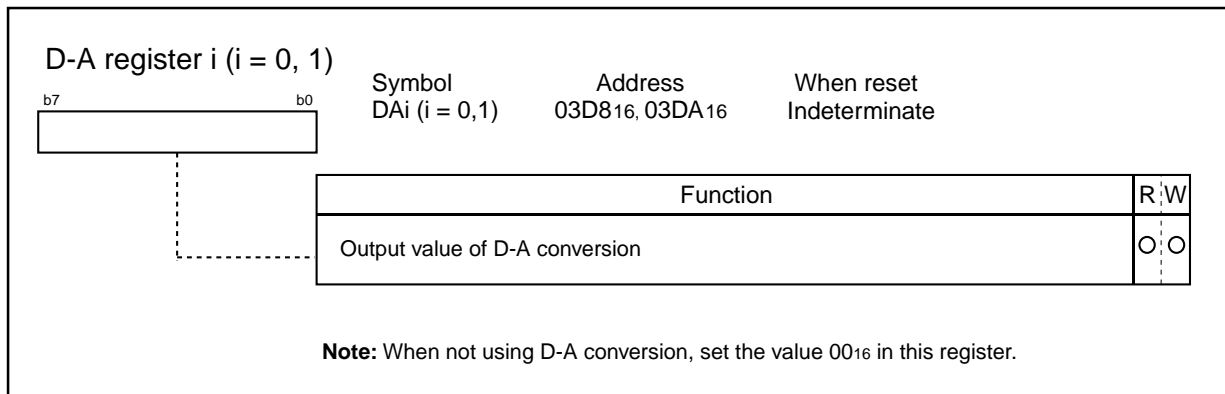 D-A register i (i = 0, 1)
b7 b0
Symbol Address When reset
DAi (i = 0,1) 03D816, 03DA16 Indeterminate
Function R W
Output value of D-A conversion O O
Note: When not using D-A conversion, set the value 0016 in this register.